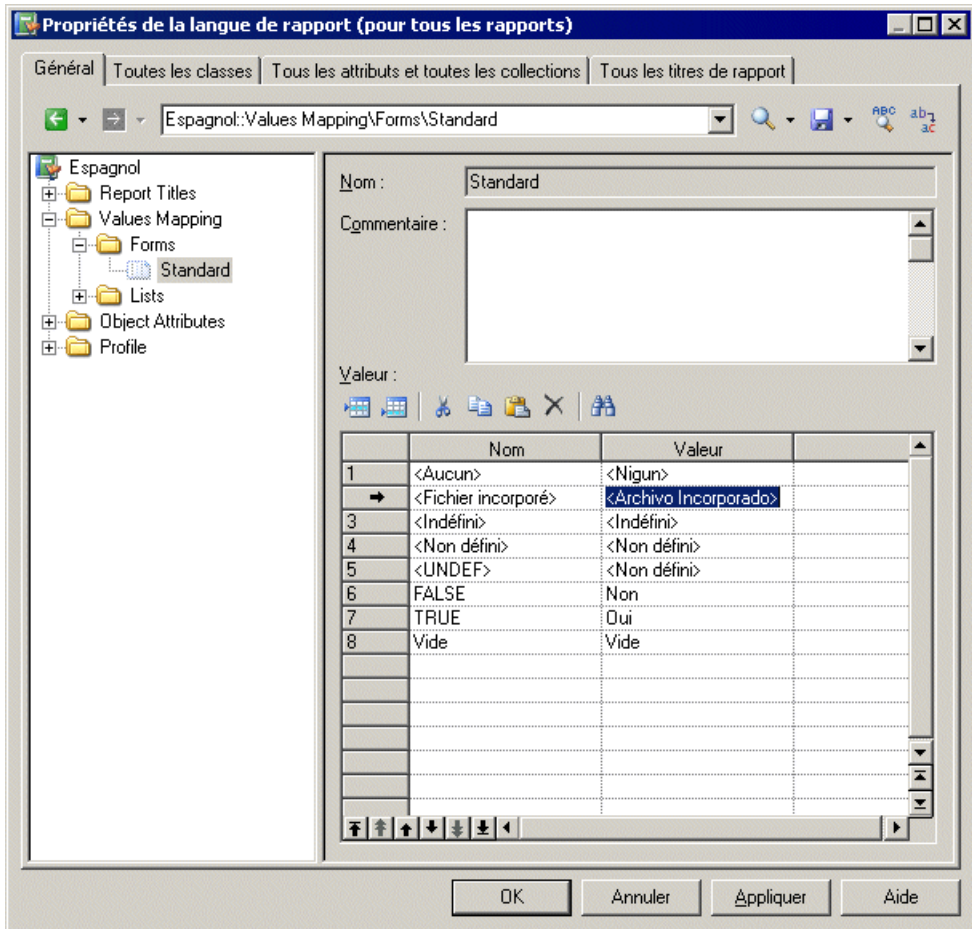 Propriétés de la langue de rapport (pour tous les rapports)
Général Toutes les classes Tous les attributs et toutes les collections Tous les titres de rapport
Espagnol::Values Mapping\Forms\Standard
ABC
ab
ac
Espagnol
Report Titles
Values Mapping
Forms
Standard
Lists
Object Attributes
Profile
Nom :
Standard
Commentaire :
Valeur :
Nom Valeur
1 <Aucun> <Nigun>
<Fichier incorporé> <Archivo Incorporado>
3 <Indéfini> <Indéfini>
4 <Non défini> <Non défini>
5 <UNDEF> <Non défini>
6 FALSE Non
7 TRUE Oui
8 Vide Vide
OK Annuler Appliquer Aide